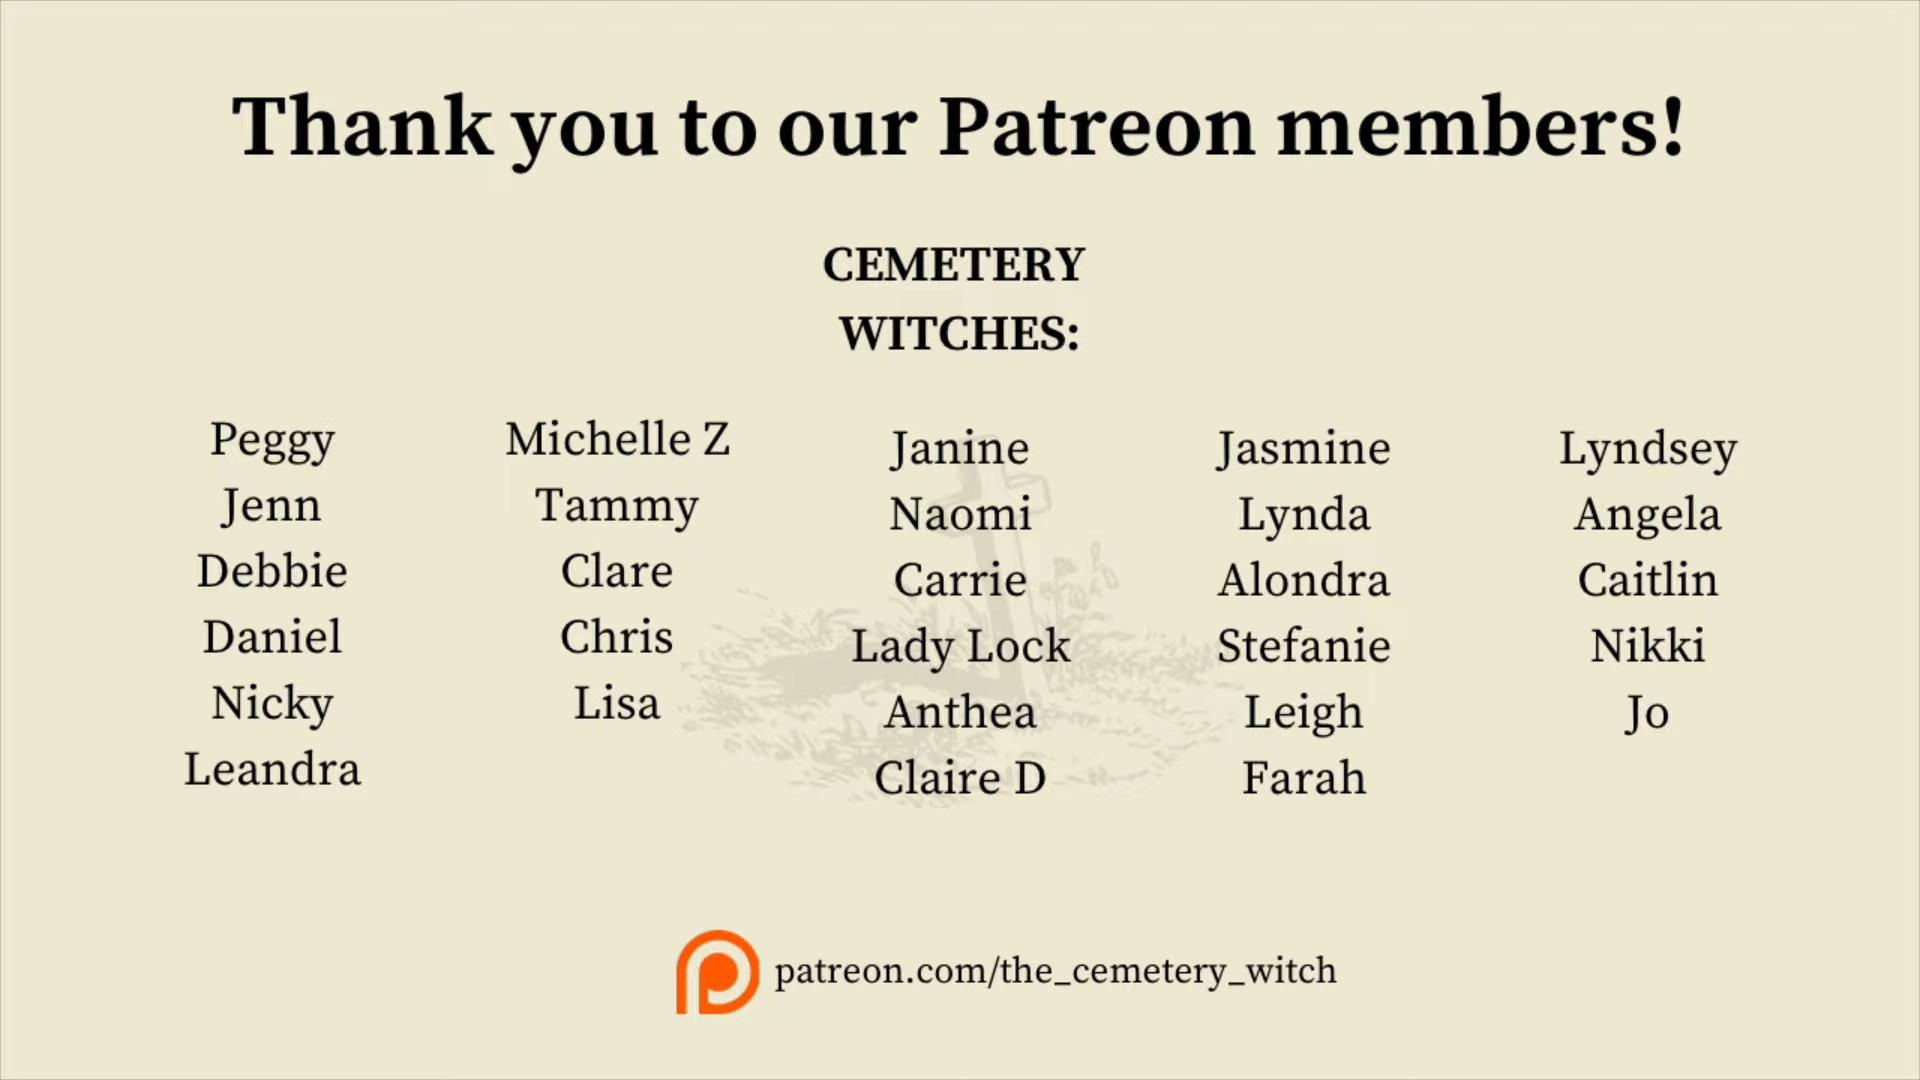 Thank you to our Patreon members!
CEMETERY
WITCHES:
Peggy
Jenn
Debbie
Daniel
Nicky
Leandra
Michelle Z
Tammy
Clare
Chris
Lisa
Janine
Naomi
Carrie
Lady Lock
Anthea
Claire D
Jasmine
Lynda
Alondra
Stefanie
Leigh
Farah
Lyndsey
Angela
Caitlin
Nikki
Jo
patreon.com/the_cemetery_witch